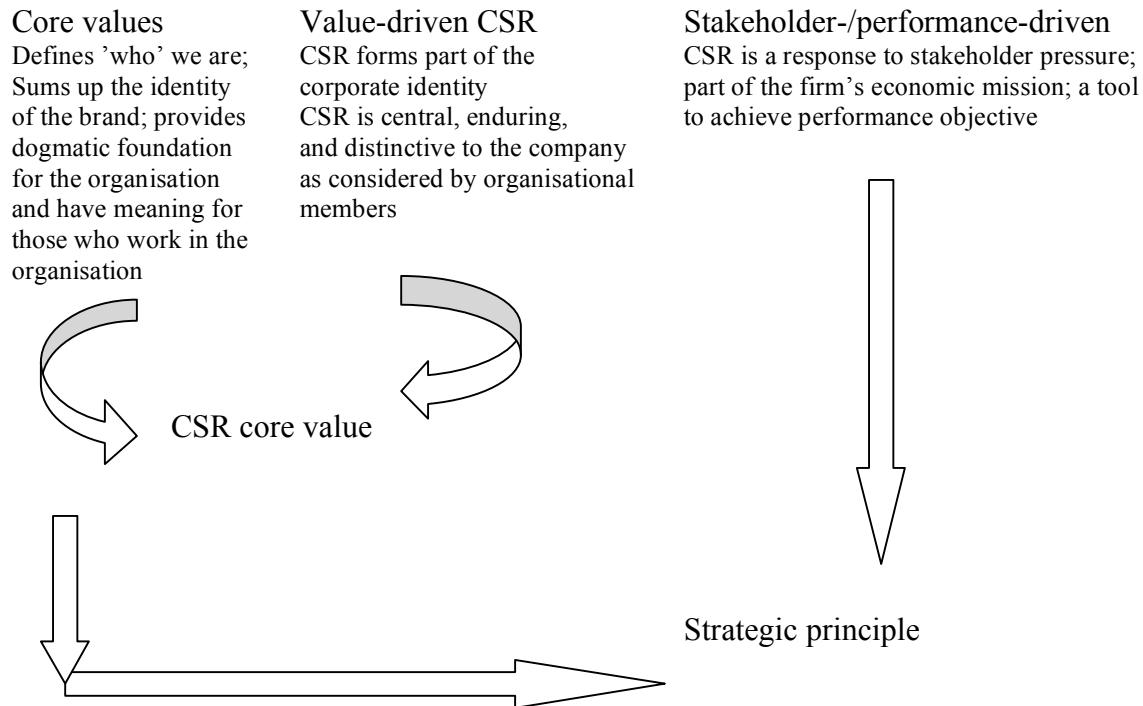 Core values
Defines ’who’ we are;
Sums up the identity
of the brand; provides
dogmatic foundation
for the organisation
and have meaning for
those who work in the
organisation
Value-driven CSR
CSR forms part of the
corporate identity
CSR is central, enduring,
and distinctive to the company
as considered by organisational
members
Stakeholder-/performance-driven
CSR is a response to stakeholder pressure;
part of the firm’s economic mission; a tool
to achieve performance objective
CSR core value
Strategic principle